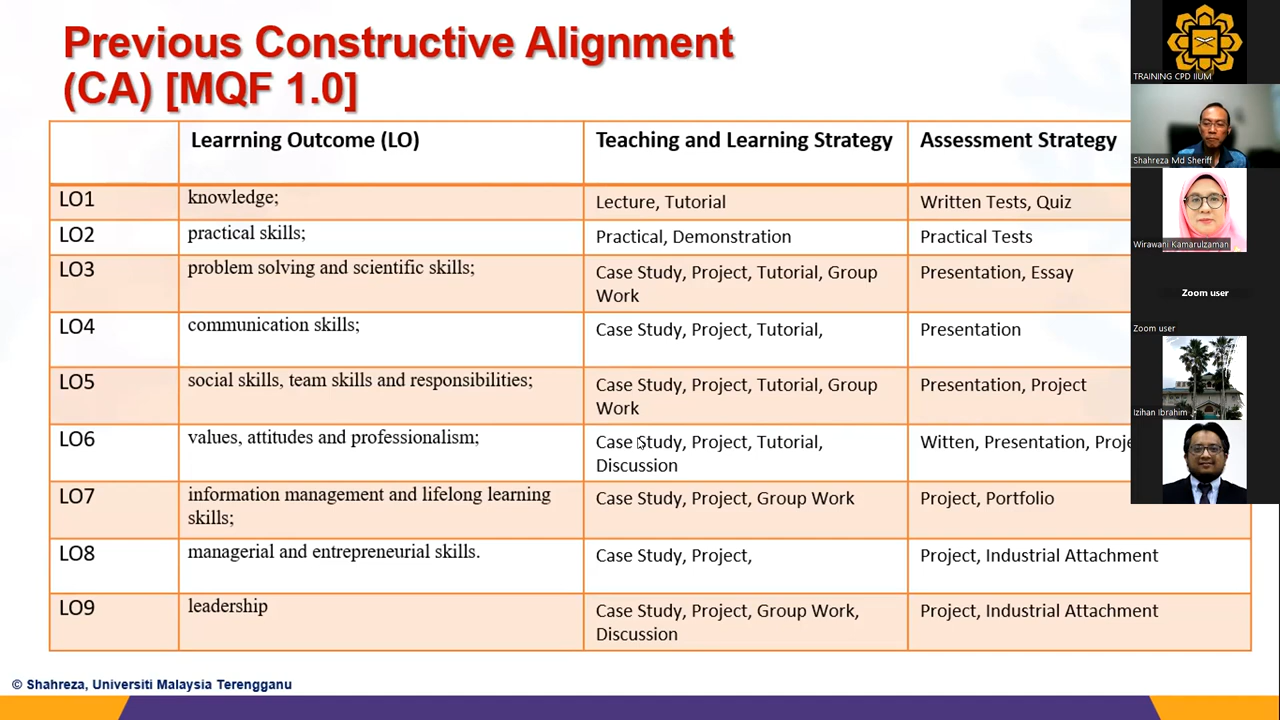 Previous Constructive Alignment
(CA) [MQF 1.0]
Learrning Outcome (LO)
Teaching and Learning Strategy
Assessment Strategy
LO1
knowledge;
Lecture, Tutorial
Written Tests, Quiz
LO2
practical skills;
Practical, Demonstration
Practical Tests
LO3
problem solving and scientific skills;
Case Study, Project, Tutorial, Group
Work
Presentation, Essay
LO4
communication skills;
Case Study, Project, Tutorial,
Presentation
LO5
social skills, team skills and responsibilities;
Case Study, Project, Tutorial, Group
Work
Presentation, Project
LO6
values, attitudes and professionalism;
Case Study, Project, Tutorial,
Discussion
Witten, Presentation, Proje
LO7
information management and lifelong learning
skills;
Case Study, Project, Group Work
Project, Portfolio
LO8
managerial and entrepreneurial skills.
Case Study, Project,
Project, Industrial Attachment
LO9
leadership
Case Study, Project, Group Work,
Discussion
Project, Industrial Attachment
© Shahreza, Universiti Malaysia Terengganu
TRAINING CPD IIUM
Shahreza Md Sheriff
Wirawani Kamarulzaman
Zoom user
Zoom user
Izihan Ibrahim